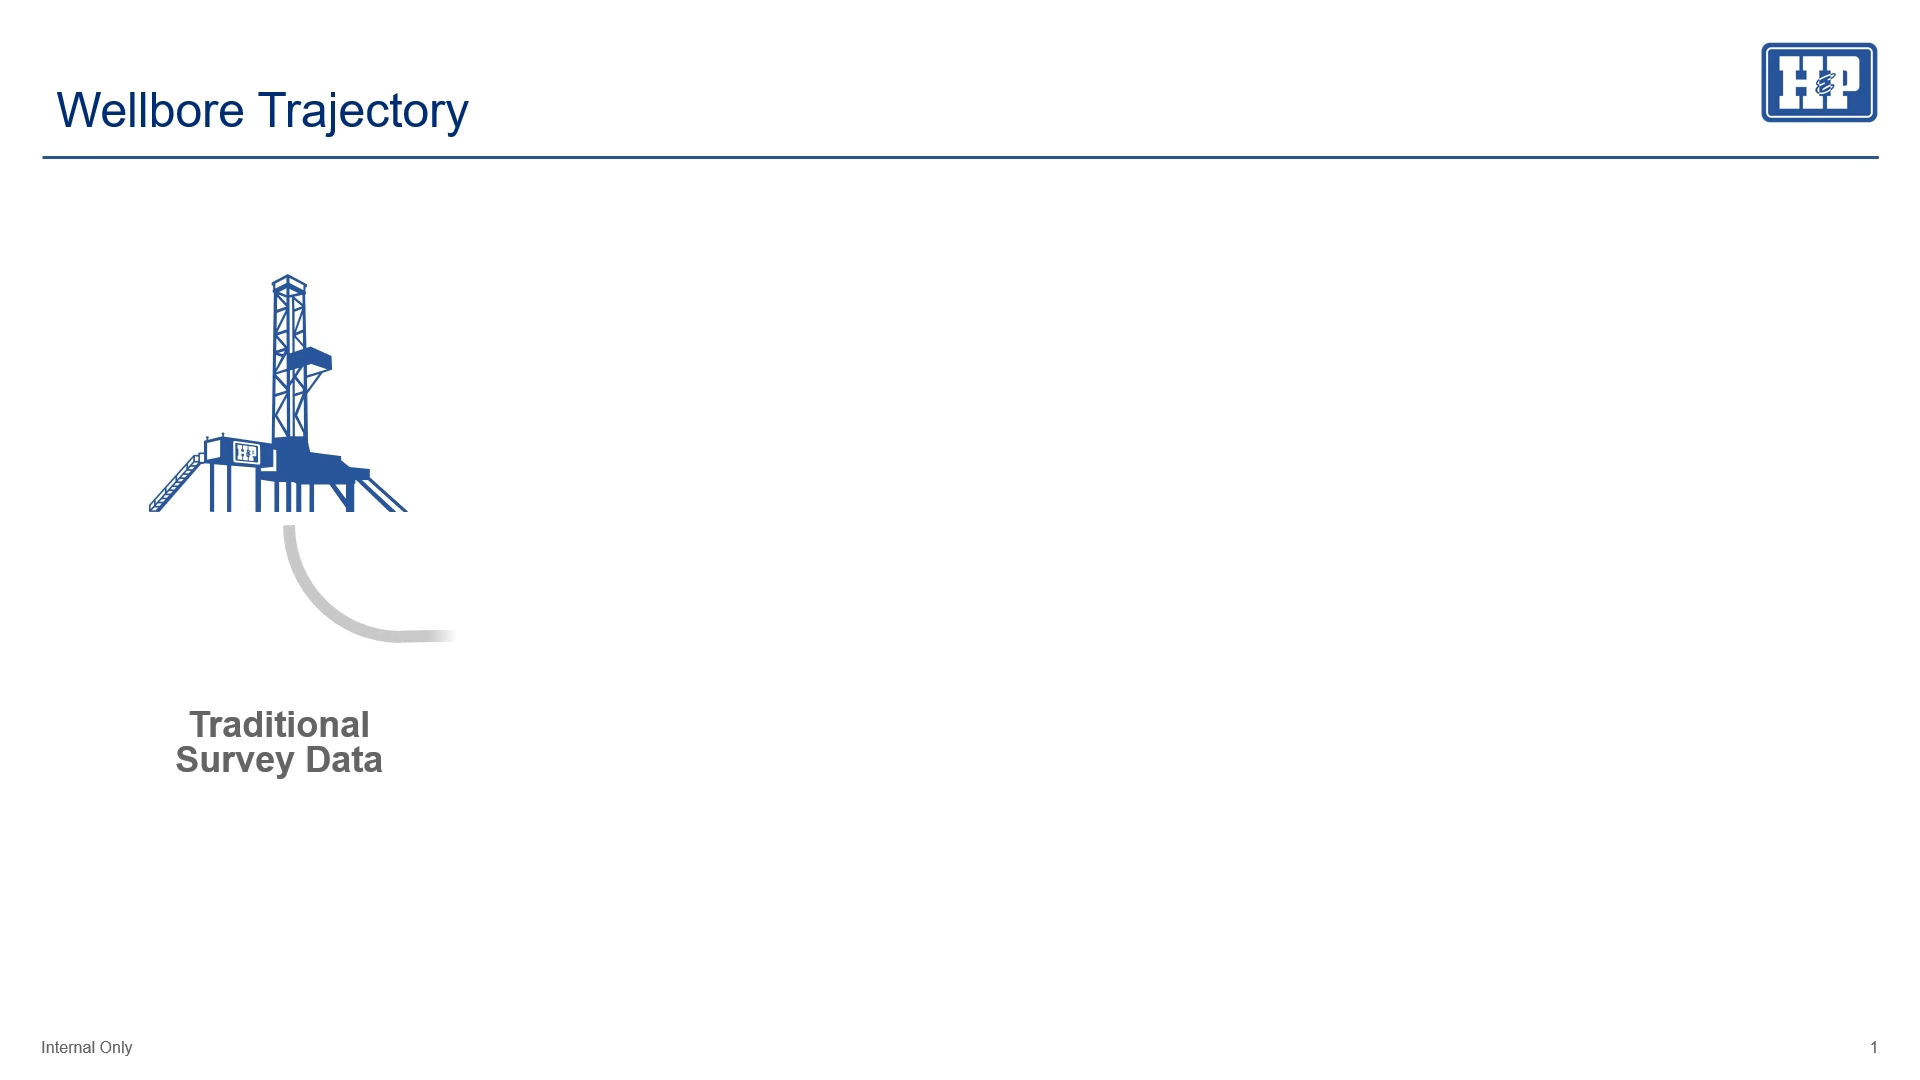 Wellbore Trajectory
H&P
H&P
Traditional
Survey Data
Internal Only
1